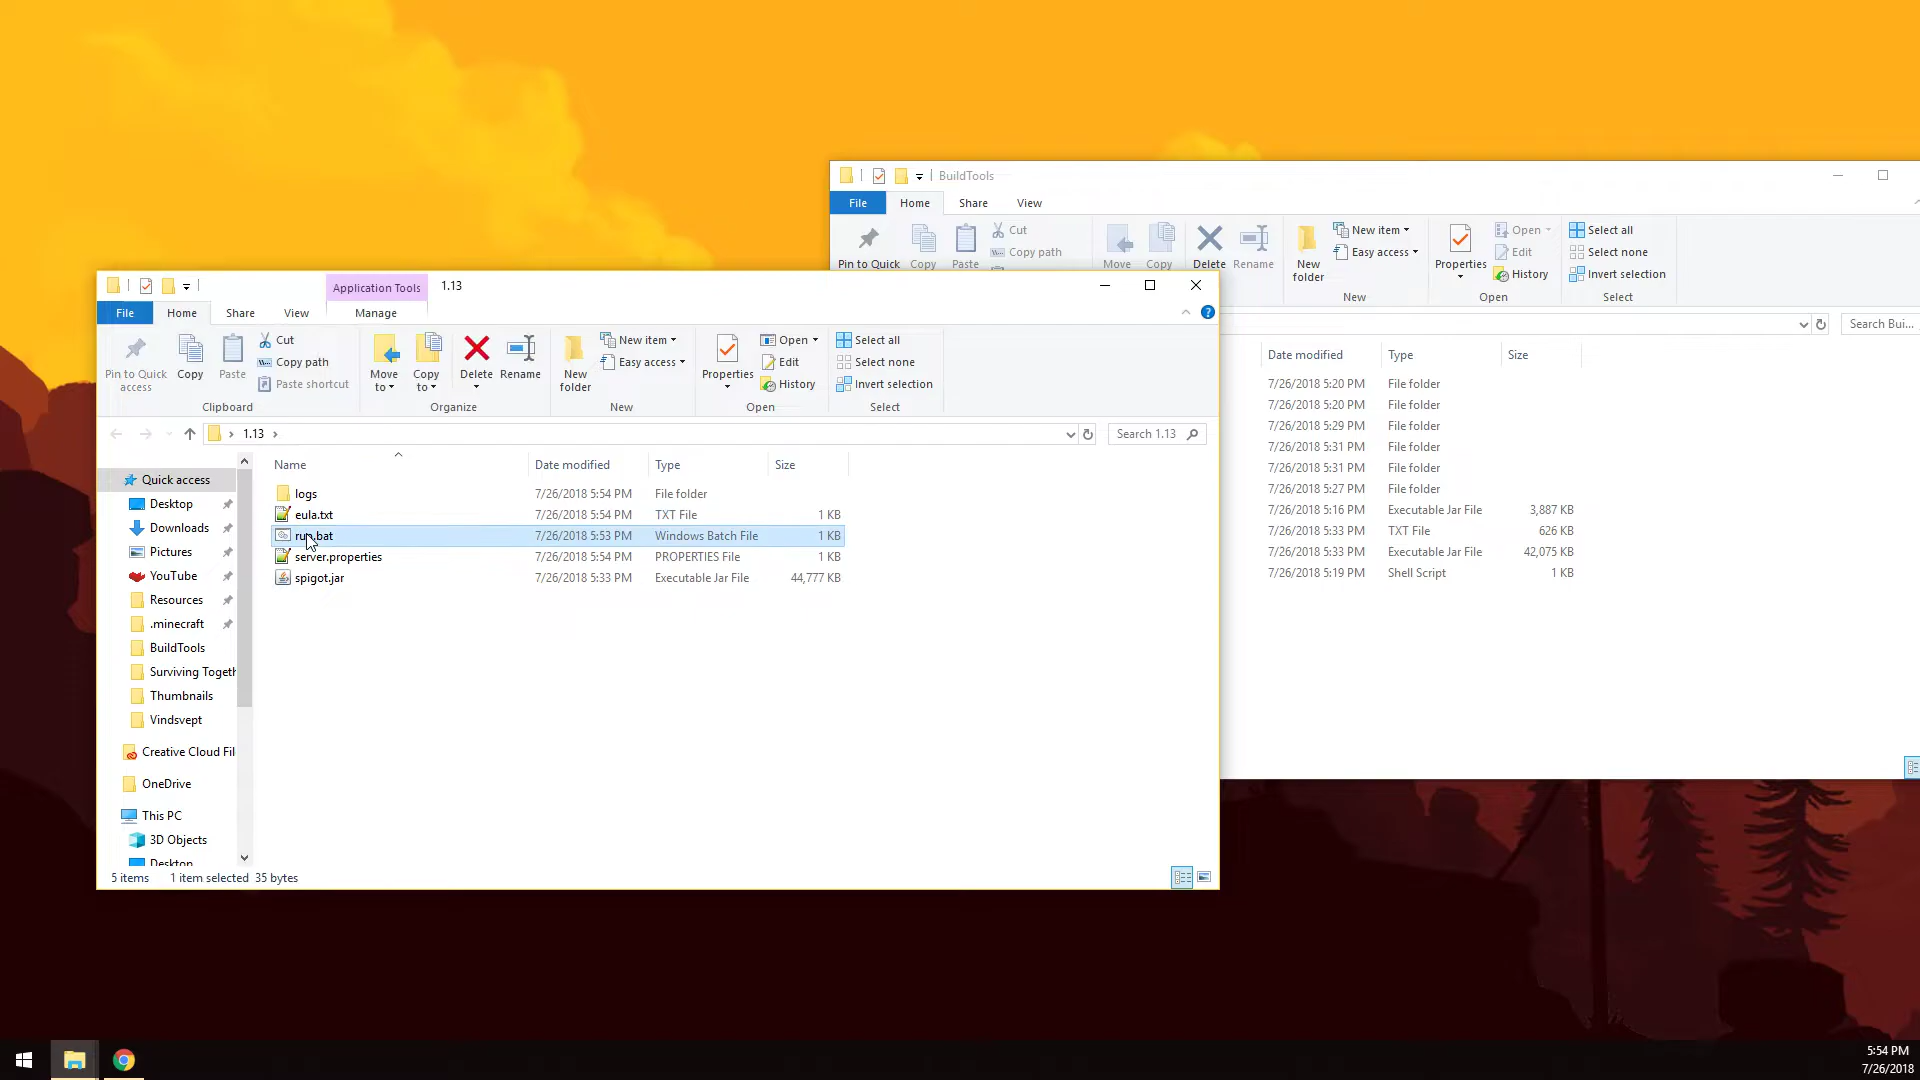 BuildTools
File Home Share View
Pin to Quick Copy Paste Cut Copy path Move Copy Delete Rename New folder New item Easy access Properties Open Edit History Select all Select none Invert selection
New Open Select
Search Bui...
Date modified Type Size
7/26/2018 5:20 PM File folder
7/26/2018 5:20 PM File folder
7/26/2018 5:29 PM File folder
7/26/2018 5:31 PM File folder
7/26/2018 5:31 PM File folder
7/26/2018 5:27 PM File folder
7/26/2018 5:16 PM Executable Jar File 3,887 KB
7/26/2018 5:33 PM TXT File 626 KB
7/26/2018 5:33 PM Executable Jar File 42,075 KB
7/26/2018 5:19 PM Shell Script 1 KB
Application Tools 1.13
File Home Share View Manage
Pin to Quick access Copy Paste Cut Copy path Paste shortcut Move to Copy to Delete Rename New folder New item Easy access Properties Open Edit History Select all Select none Invert selection
Clipboard Organize New Open Select
1.13 Search 1.13
Name Date modified Type Size
logs 7/26/2018 5:54 PM File folder
eula.txt 7/26/2018 5:54 PM TXT File 1 KB
run.bat 7/26/2018 5:53 PM Windows Batch File 1 KB
server.properties 7/26/2018 5:54 PM PROPERTIES File 1 KB
spigot.jar 7/26/2018 5:33 PM Executable Jar File 44,777 KB
Quick access
Desktop
Downloads
Pictures
YouTube
Resources
.minecraft
BuildTools
Surviving Togeth
Thumbnails
Vindsvept
Creative Cloud Fil
OneDrive
This PC
3D Objects
Desktop
5 items 1 item selected 35 bytes
5:54 PM
7/26/2018